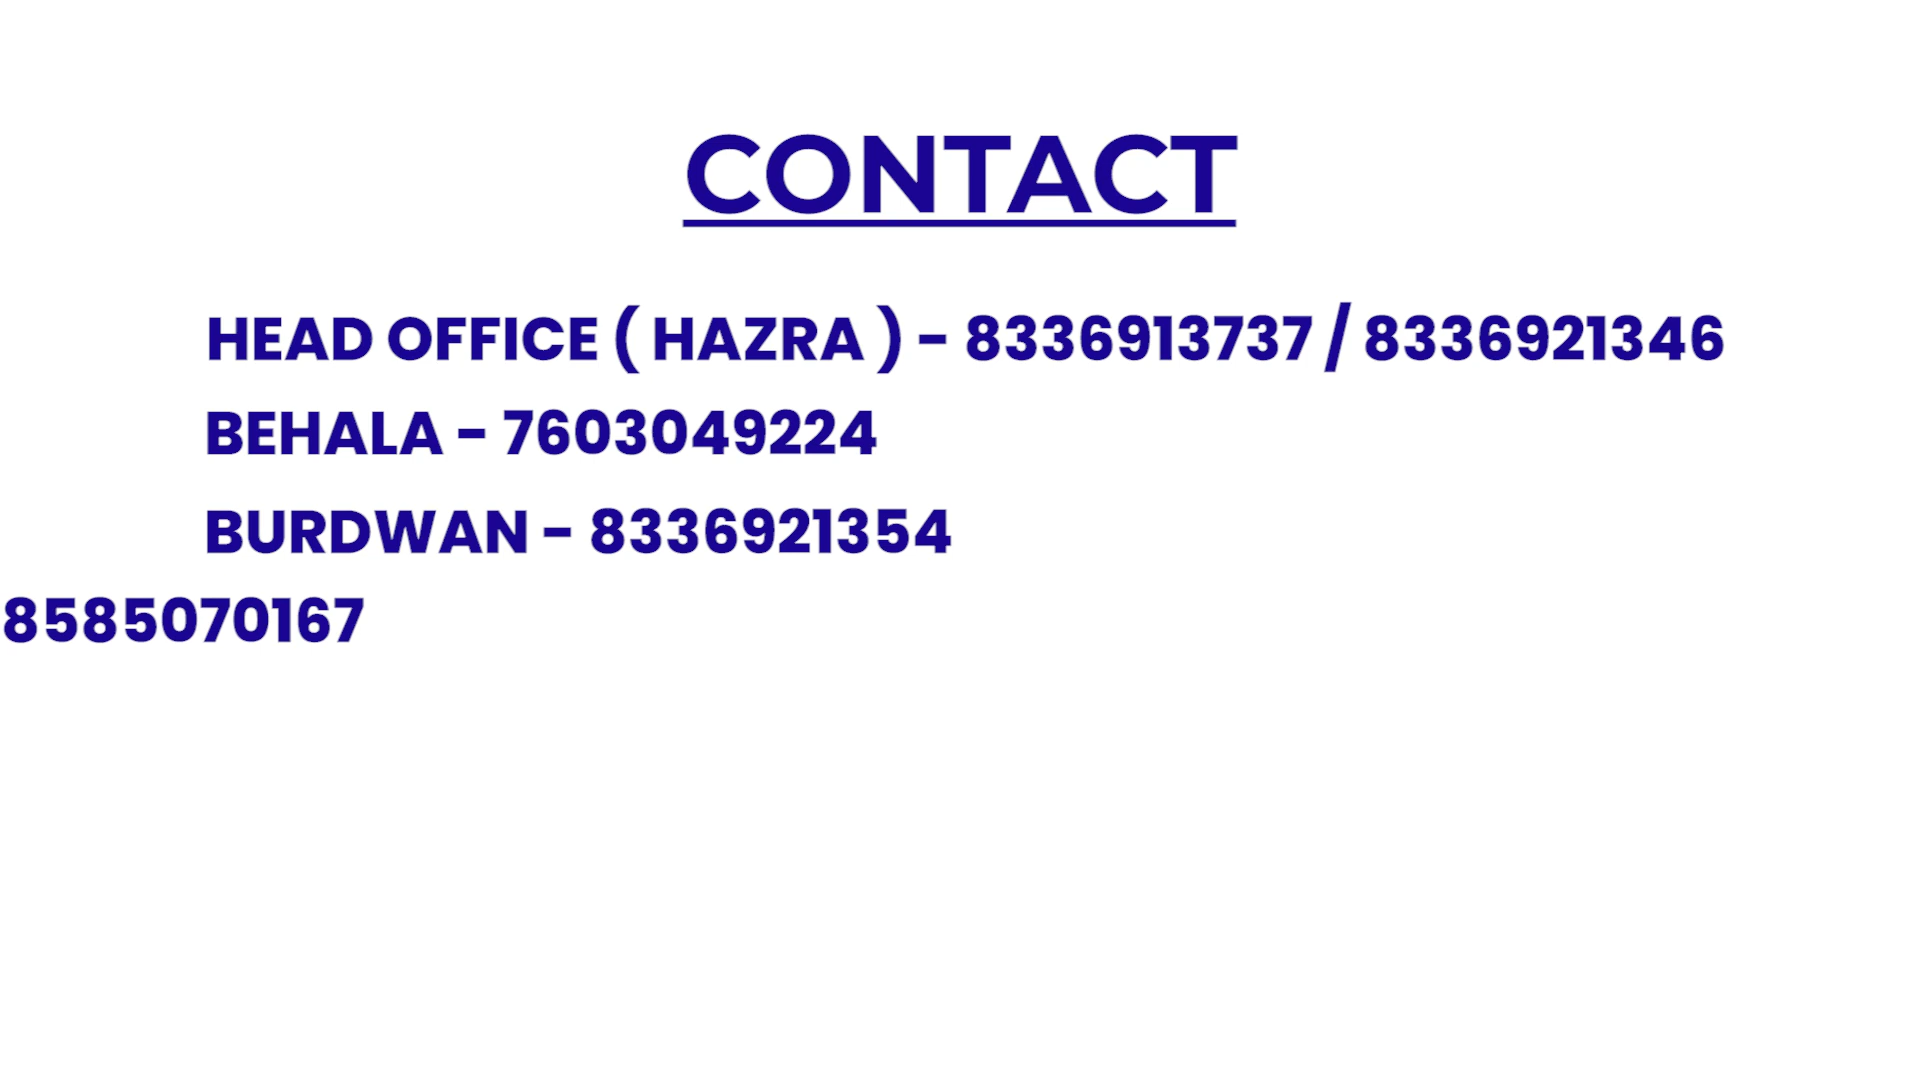 CONTACT
HEAD OFFICE ( HAZRA ) - 8336913737 / 8336921346
BEHALA - 7603049224
BURDWAN - 8336921354
8585070167